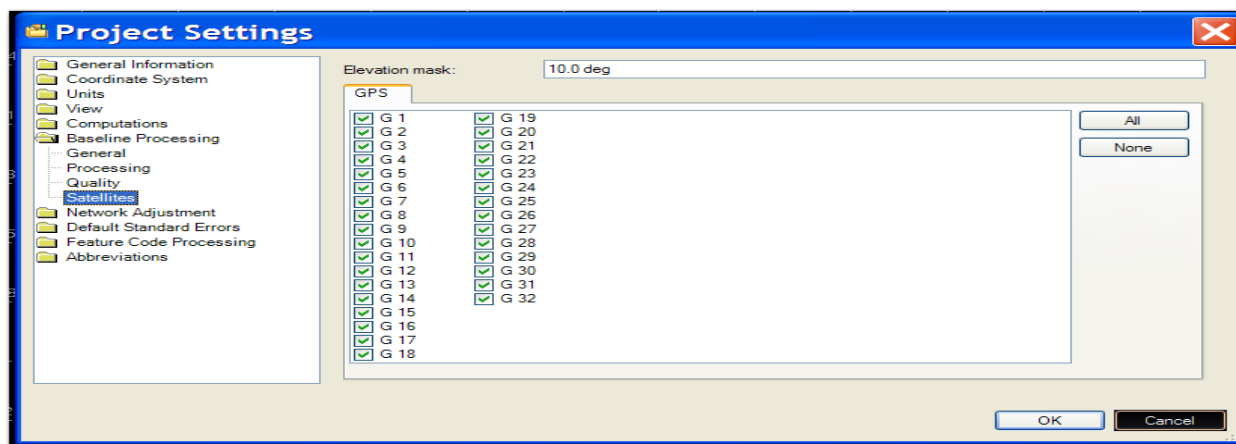 Project Settings
General Information
Coordinate System
Units
View
Computations
Baseline Processing
General
Processing
Quality
Satellites
Network Adjustment
Default Standard Errors
Feature Code Processing
Abbreviations
Elevation mask: 10.0 deg
GPS
G 1 G 19
G 2 G 20
G 3 G 21
G 4 G 22
G 5 G 23
G 6 G 24
G 7 G 25
G 8 G 26
G 9 G 27
G 10 G 28
G 11 G 29
G 12 G 30
G 13 G 31
G 14 G 32
G 15
G 16
G 17
G 18
All
None
OK Cancel